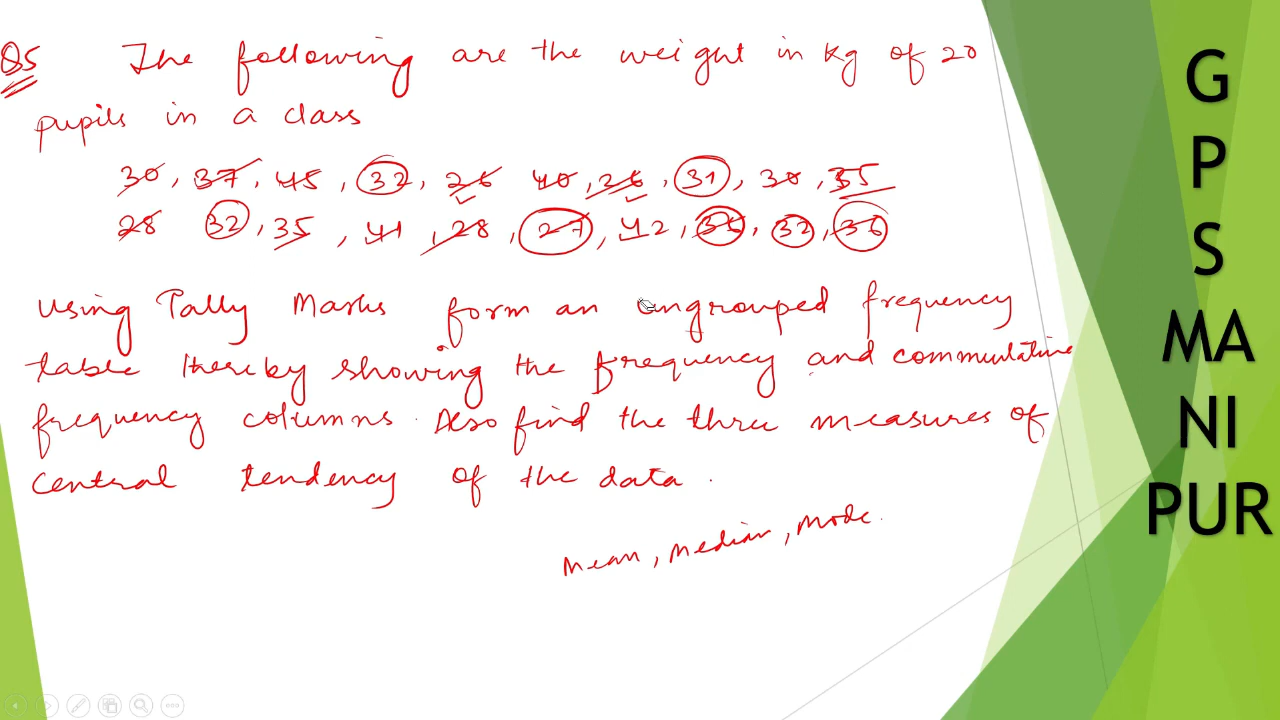 Q5 The following are the weight in kg of 20
pupils in a class
30, 37, 45, 32, 26 40, 26, 31, 30, 35
28 32, 35, 41, 28, 27, 42, 35, 32, 36
using Tally Marks form an ungrouped frequency
table thereby showing the frequency and commulative
frequency columns. Also find the three measures of
central tendency of the data.
Mean, Median, Mode.
G
P
S
MA
NI
PUR